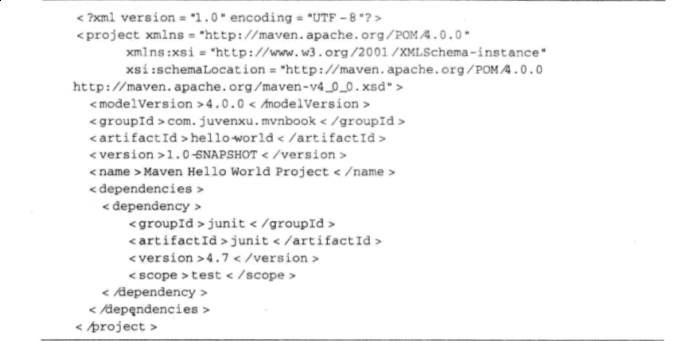 <?xml version = "1.0" encoding = "UTF - 8"?>
<project xmlns = "http://maven.apache.org/POM/4.0.0"
xmlns:xsi = "http://www.w3.org/2001/XMLSchema-instance"
xsi:schemaLocation = "http://maven.apache.org/POM/4.0.0
http://maven.apache.org/maven-v4_0_0.xsd" >
<modelVersion >4.0.0 < /modelVersion >
<groupId >com.juvenxu.mvnbook < /groupId >
<artifactId >hello-world < /artifactId >
<version >1.0-SNAPSHOT < /version >
<name >Maven Hello World Project < /name >
<dependencies >
<dependency >
<groupId >junit < /groupId >
<artifactId >junit < /artifactId >
<version >4.7 < /version >
<scope >test < /scope >
< /dependency >
< /dependencies >
< /project >